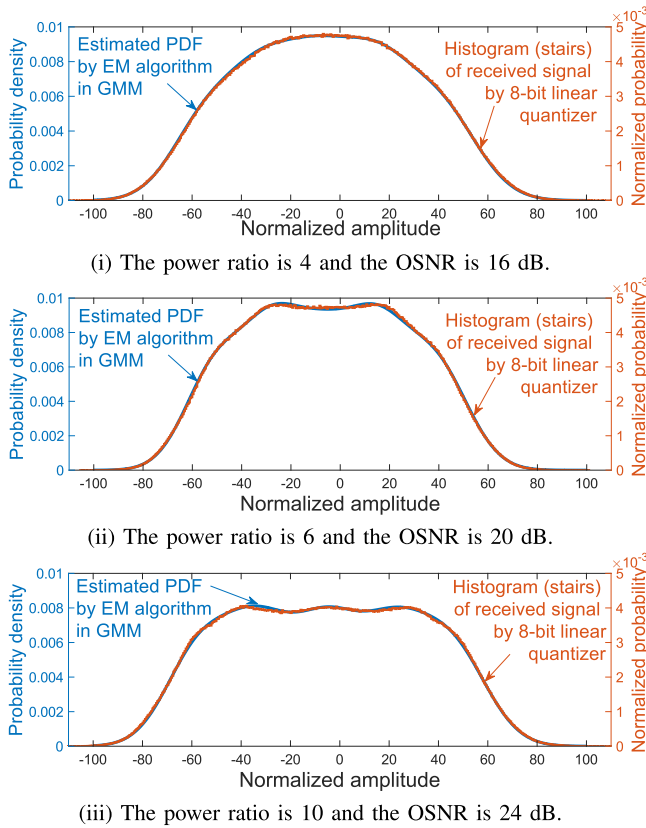 ×10⁻³
0.01
0.008
0.006
0.004
0.002
0
Probability density
Estimated PDF
by EM algorithm
in GMM
Histogram (stairs)
of received signal
by 8-bit linear
quantizer
5
4
3
2
1
0
Normalized probability
-100 -80 -60 -40 -20 0 20 40 60 80 100
Normalized amplitude
(i) The power ratio is 4 and the OSNR is 16 dB.
×10⁻³
0.01
0.008
0.006
0.004
0.002
0
Probability density
Estimated PDF
by EM algorithm
in GMM
Histogram (stairs)
of received signal
by 8-bit linear
quantizer
5
4
3
2
1
0
Normalized probability
-100 -80 -60 -40 -20 0 20 40 60 80 100
Normalized amplitude
(ii) The power ratio is 6 and the OSNR is 20 dB.
×10⁻³
0.01
0.008
0.006
0.004
0.002
0
Probability density
Estimated PDF
by EM algorithm
in GMM
Histogram (stairs)
of received signal
by 8-bit linear
quantizer
5
4
3
2
1
0
Normalized probability
-100 -80 -60 -40 -20 0 20 40 60 80 100
Normalized amplitude
(iii) The power ratio is 10 and the OSNR is 24 dB.